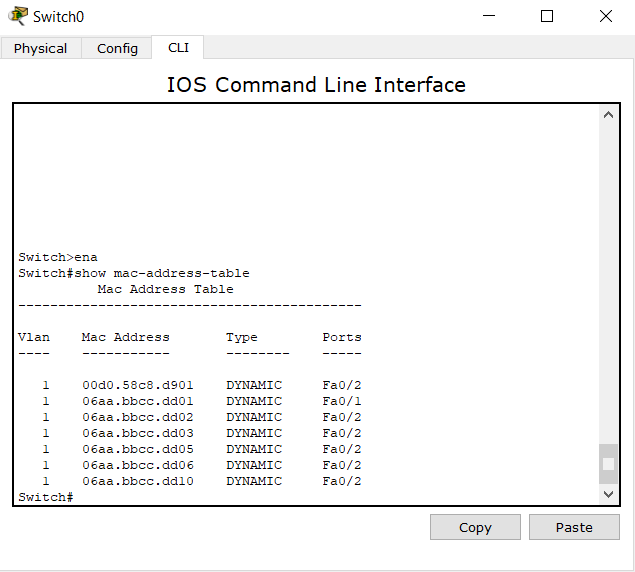 Switch0
Physical Config CLI
IOS Command Line Interface
Switch>ena
Switch#show mac-address-table
Mac Address Table
-------------------------------------------
Vlan Mac Address Type Ports
---- ----------- -------- -----
1 00d0.58c8.d901 DYNAMIC Fa0/2
1 06aa.bbcc.dd01 DYNAMIC Fa0/1
1 06aa.bbcc.dd02 DYNAMIC Fa0/2
1 06aa.bbcc.dd03 DYNAMIC Fa0/2
1 06aa.bbcc.dd05 DYNAMIC Fa0/2
1 06aa.bbcc.dd06 DYNAMIC Fa0/2
1 06aa.bbcc.dd10 DYNAMIC Fa0/2
Switch#
Copy Paste